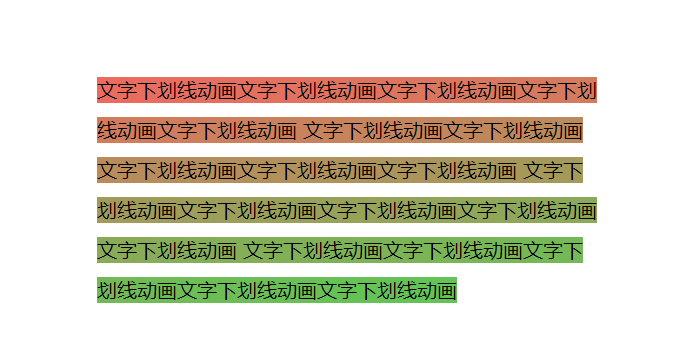 文字下划线动画文字下划线动画文字下划线动画文字下划
线动画文字下划线动画 文字下划线动画文字下划线动画
文字下划线动画文字下划线动画文字下划线动画 文字下
划线动画文字下划线动画文字下划线动画文字下划线动画
文字下划线动画 文字下划线动画文字下划线动画文字下
划线动画文字下划线动画文字下划线动画